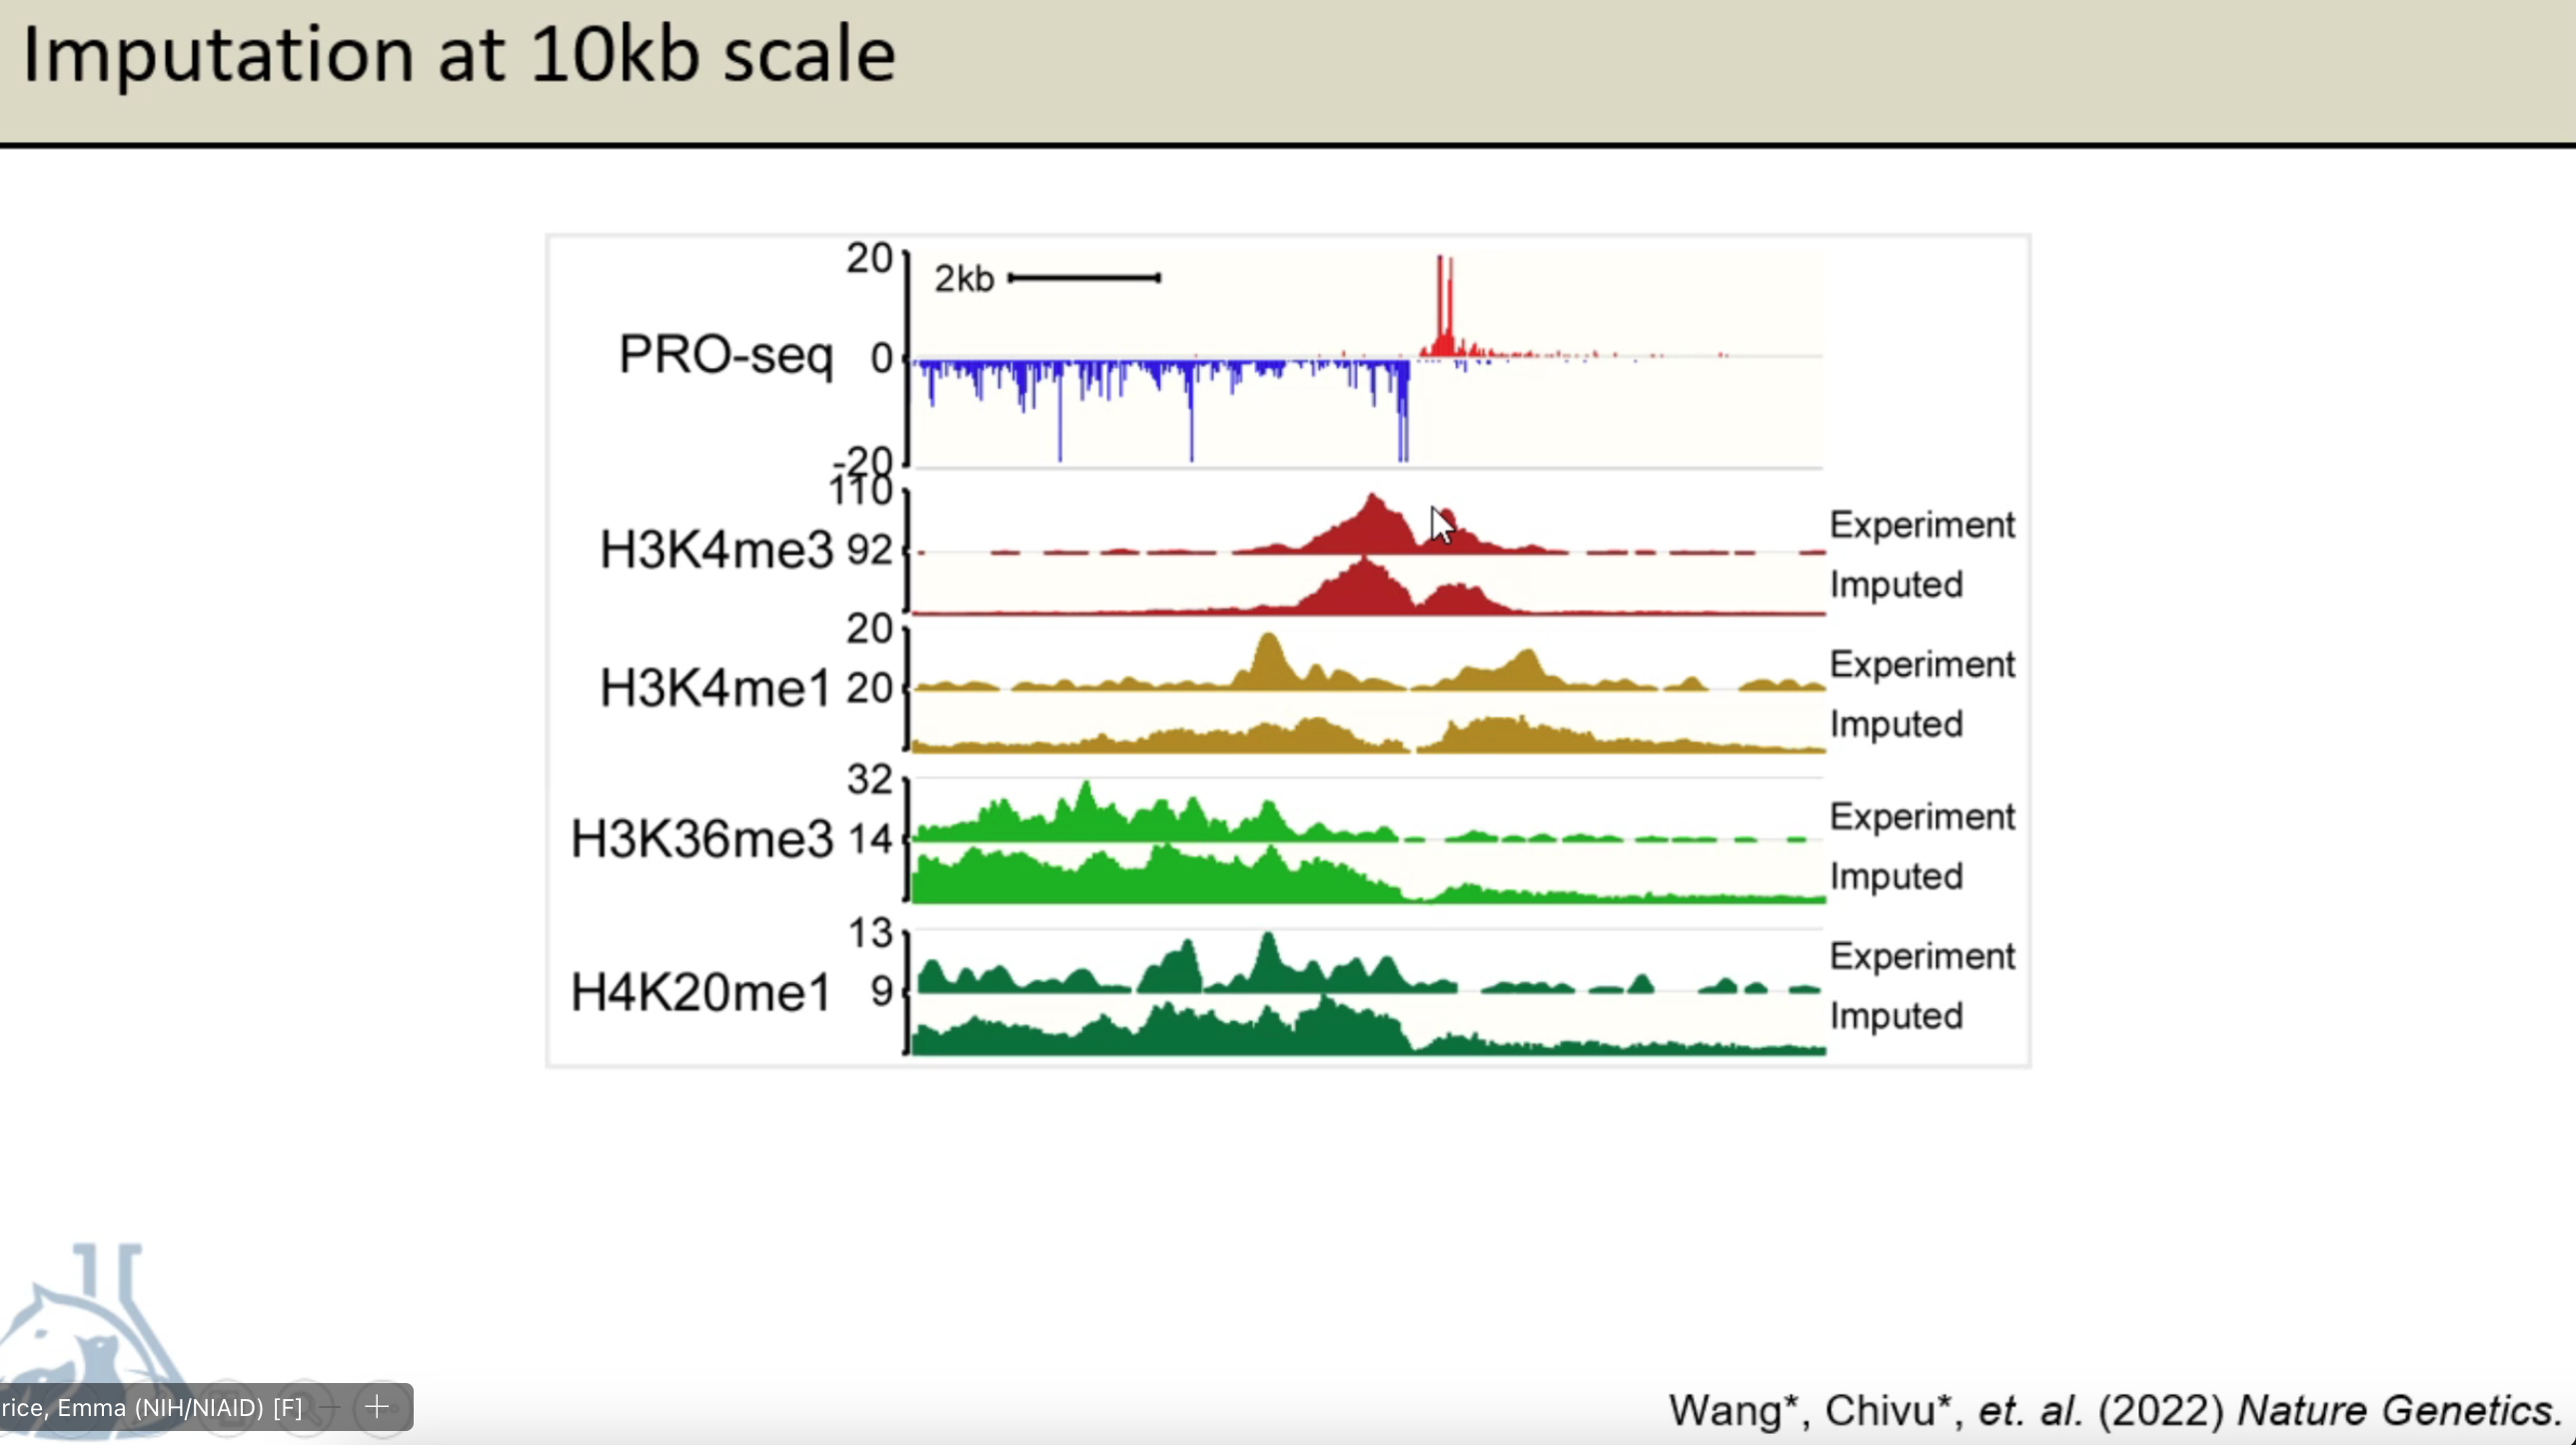 Imputation at 10kb scale
20
2kb
PRO-seq
0
-20
110
H3K4me3
92
Experiment
Imputed
20
H3K4me1
20
Experiment
Imputed
32
H3K36me3
14
Experiment
Imputed
13
H4K20me1
9
Experiment
Imputed
rice, Emma (NIH/NIAID) [F]
Wang*, Chivu*, et. al. (2022) Nature Genetics.